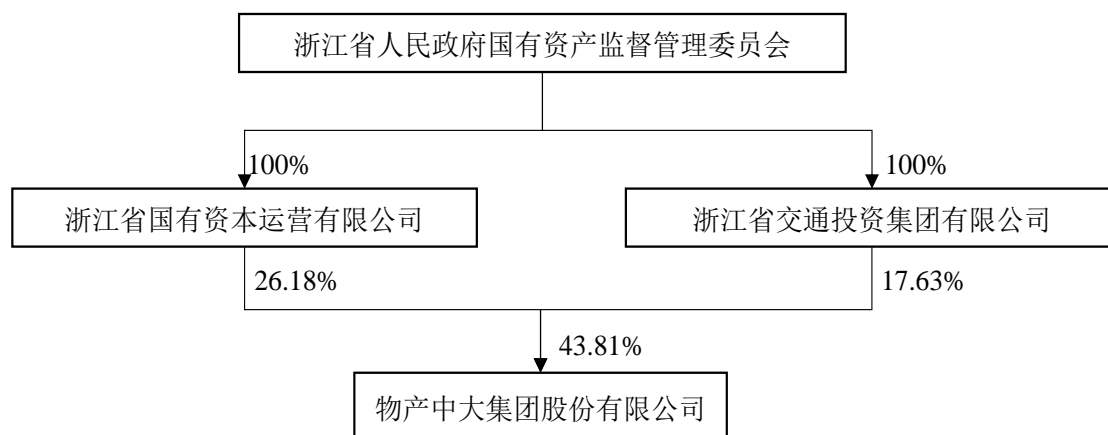 浙江省人民政府国有资产监督管理委员会
100%
100%
浙江省国有资本运营有限公司
浙江省交通投资集团有限公司
26.18%
17.63%
43.81%
物产中大集团股份有限公司